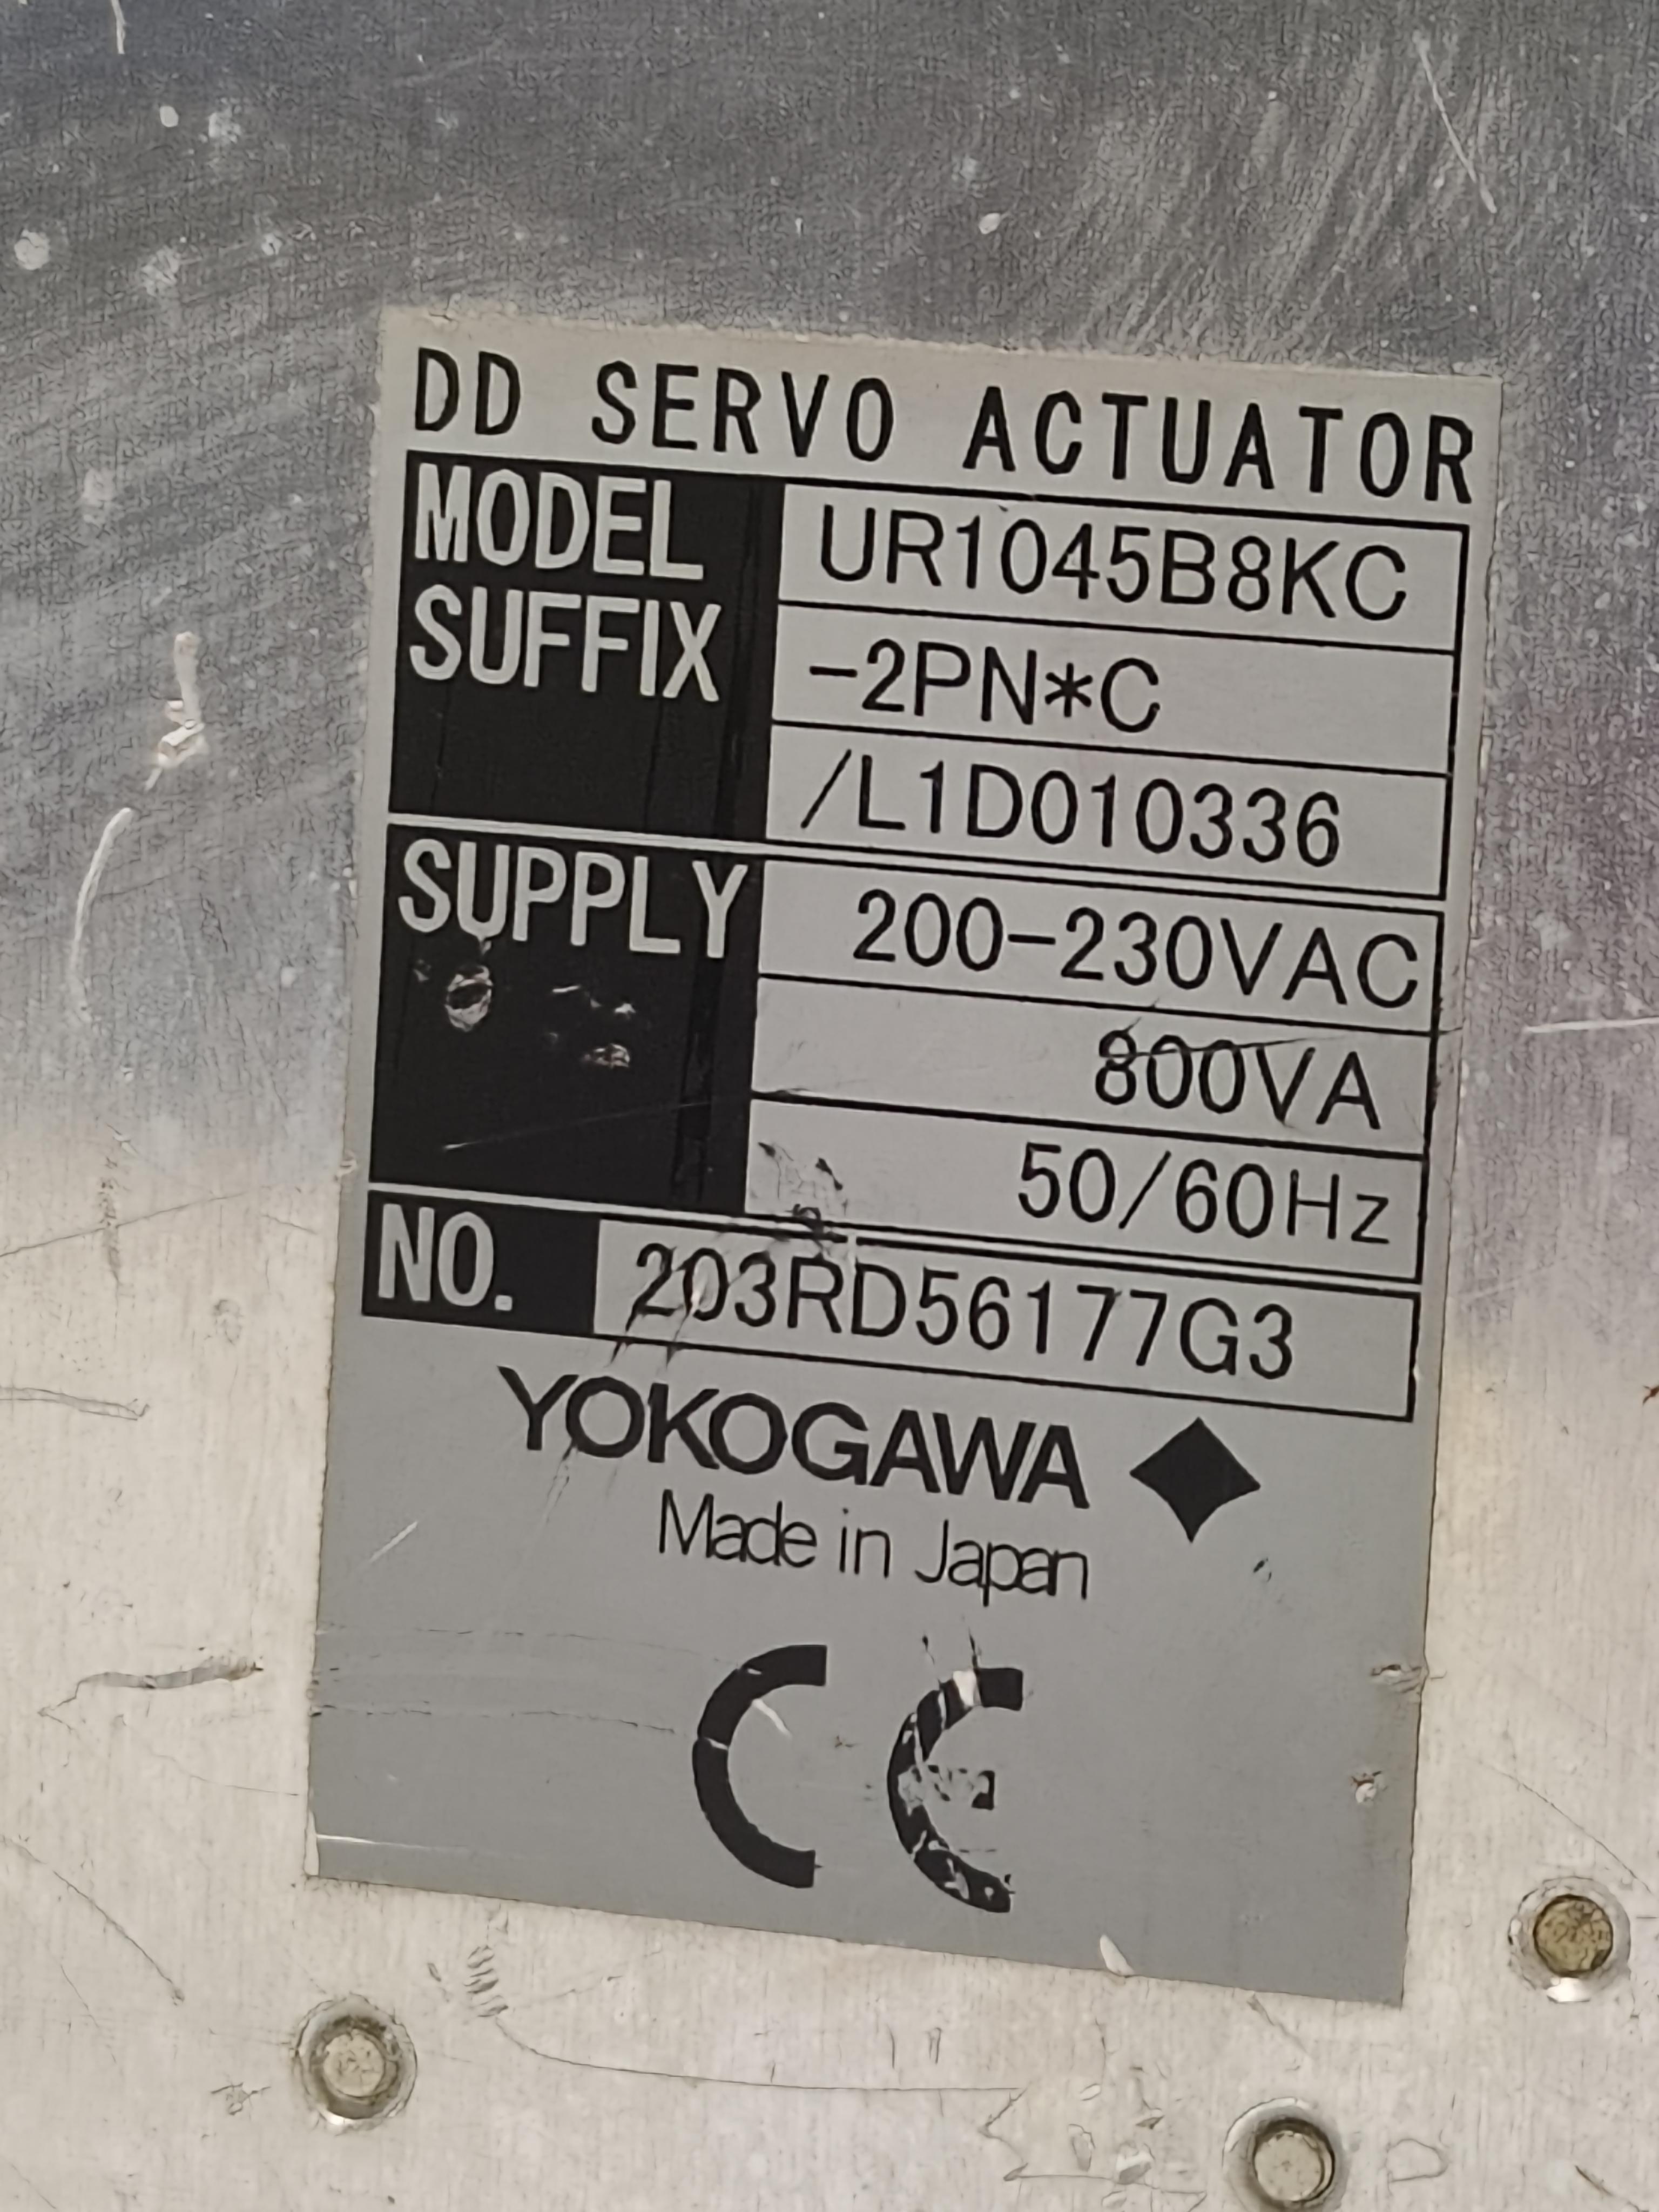 DD SERVO ACTUATOR
MODEL UR1045B8KC
SUFFIX -2PN*C
/L1D010336
SUPPLY 200-230VAC
800VA
50/60Hz
NO. 203RD56177G3
YOKOGAWA
Made in Japan
CE